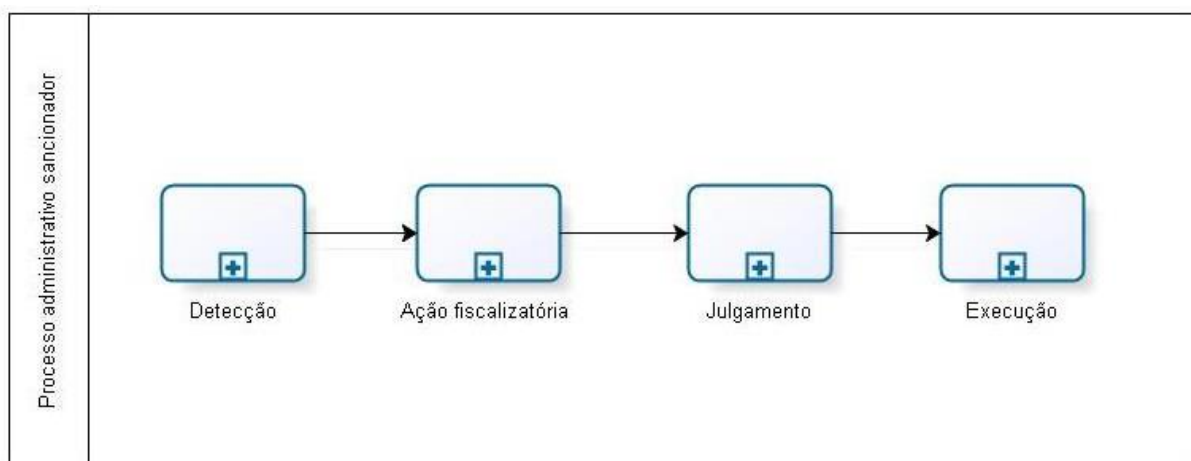 Processo administrativo sancionador
Detecção
Ação fiscalizatória
Julgamento
Execução